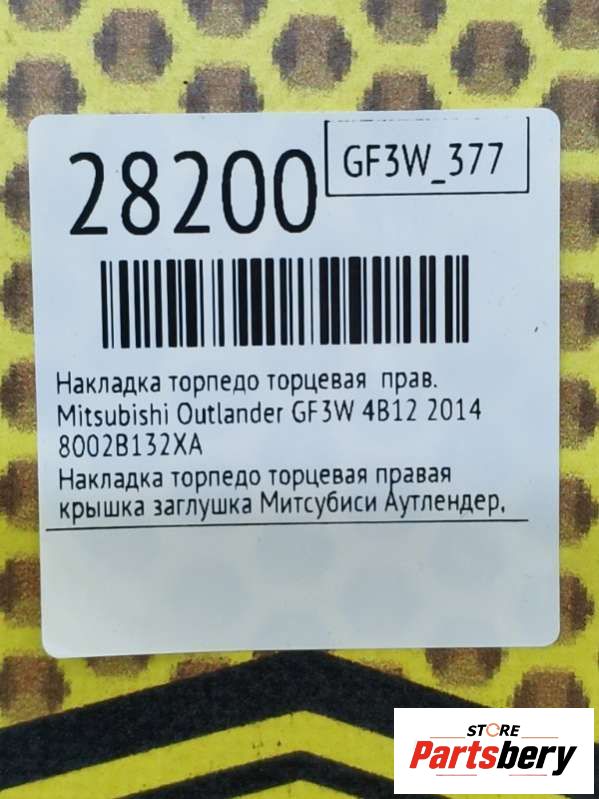 28200
GF3W_377
Накладка торпедо торцевая прав.
Mitsubishi Outlander GF3W 4B12 2014
8002B132XA
Накладка торпедо торцевая правая
крышка заглушка Митсубиси Аутлендер,
STORE
Partsbery